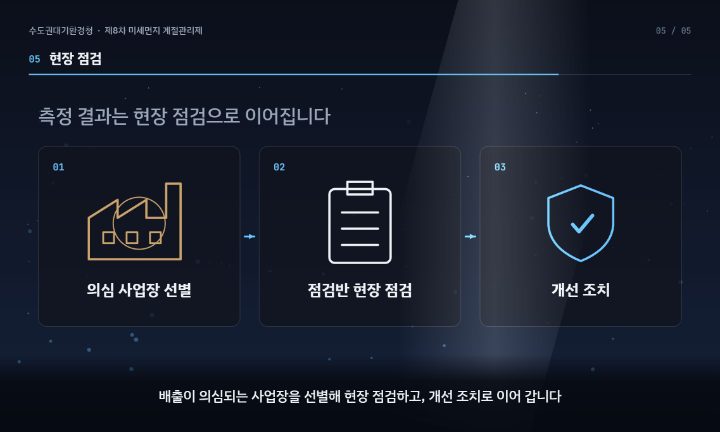 수도권대기환경청 · 제8차 미세먼지 계절관리제
05 / 05
05 현장 점검
측정 결과는 현장 점검으로 이어집니다
01
02
03
의심 사업장 선별
점검반 현장 점검
개선 조치
배출이 의심되는 사업장을 선별해 현장 점검하고, 개선 조치로 이어 갑니다